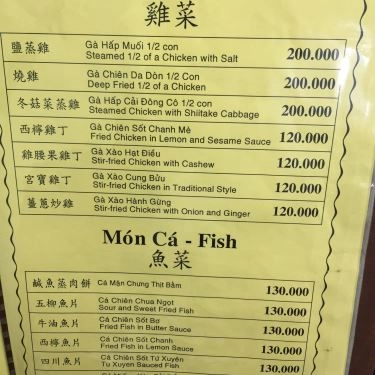 雞菜
鹽蒸雞 Gà Hấp Muối 1/2 con 200.000
Steamed 1/2 of a Chicken with Salt
燒雞 Gà Chiên Da Dòn 1/2 Con 200.000
Deep Fried 1/2 of a Chicken
冬菇菜蒸雞 Gà Hấp Cải Đông Cô 1/2 con 200.000
Steamed Chicken with Shiitake Cabbage
西檸雞丁 Gà Chiên Sốt Chanh Mè 120.000
Fried Chicken in Lemon and Sesame Sauce
雞腰果雞丁 Gà Xào Hạt Điều 120.000
Stir-fried Chicken with Cashew
宮寶雞丁 Gà Xào Cung Bửu 120.000
Stir-fried Chicken in Traditional Style
薑蔥炒雞 Gà Xào Hành Gừng 120.000
Stir-fried Chicken with Onion and Ginger
Món Cá - Fish
魚菜
鹹魚蒸肉餅 Cá Mặn Chưng Thịt Bằm 130.000
五柳魚片 Cá Chiên Chua Ngọt 130.000
Sour and Sweet Fried Fish
牛油魚片 Cá Chiên Sốt Bơ 130.000
Fried Fish in Butter Sauce
西檸魚片 Cá Chiên Sốt Chanh 130.000
Fried Fish in Lemon Sauce
四川魚片 Cá Chiên Sốt Tứ Xuyên 130.000
Tu Xuyen Sauced Fish